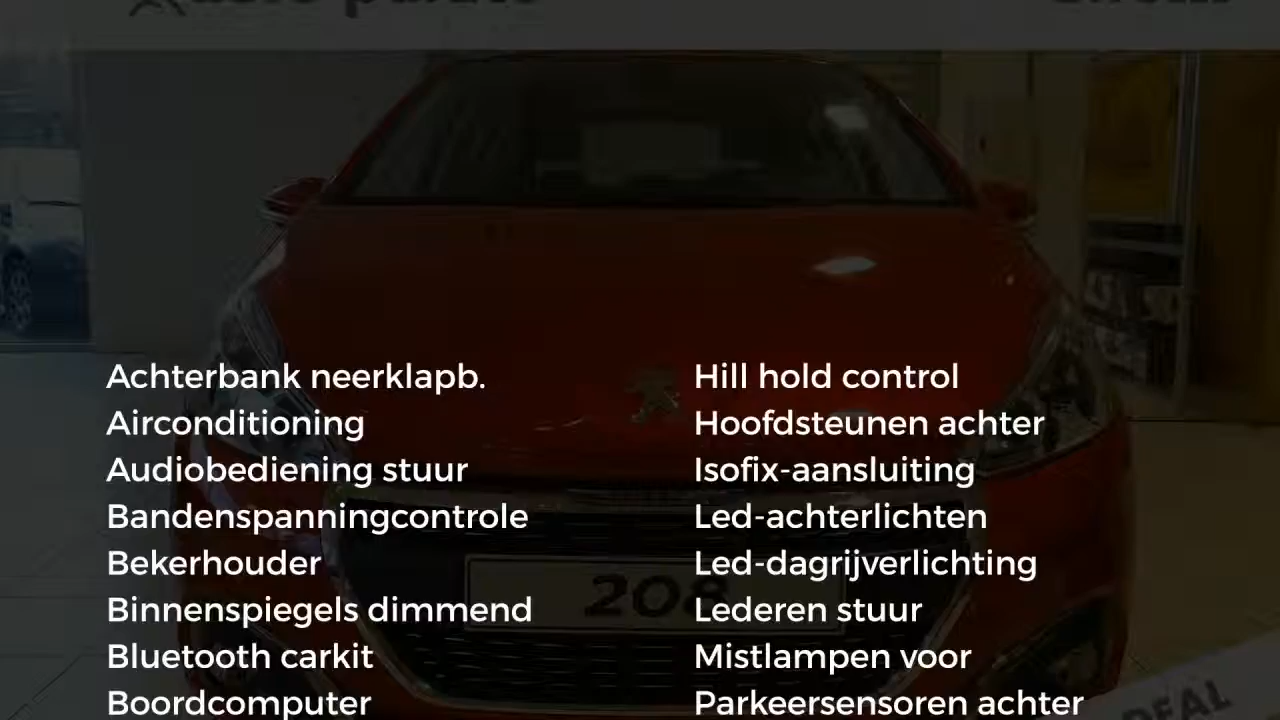 Achterbank neerklapb.
Airconditioning
Audiobediening stuur
Bandenspanningcontrole
Bekerhouder
Binnenspiegels dimmend
Bluetooth carkit
Boordcomputer
Hill hold control
Hoofdsteunen achter
Isofix-aansluiting
Led-achterlichten
Led-dagrijverlichting
Lederen stuur
Mistlampen voor
Parkeersensoren achter
208
DEAL